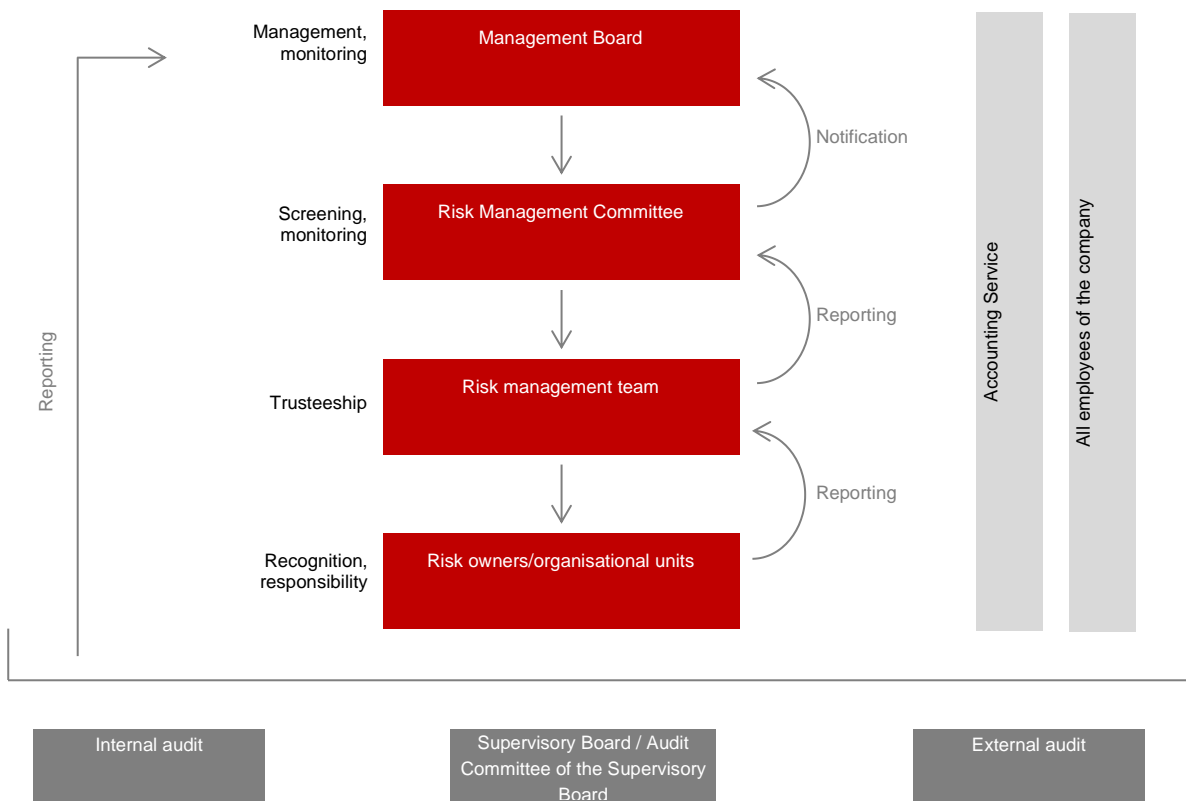 Management,
monitoring
Management Board
Notification
Screening,
monitoring
Risk Management Committee
Reporting
Trusteeship
Risk management team
Reporting
Recognition,
responsibility
Risk owners/organisational units
Reporting
Accounting Service
All employees of the company
Internal audit
Supervisory Board / Audit
Committee of the Supervisory
Board
External audit